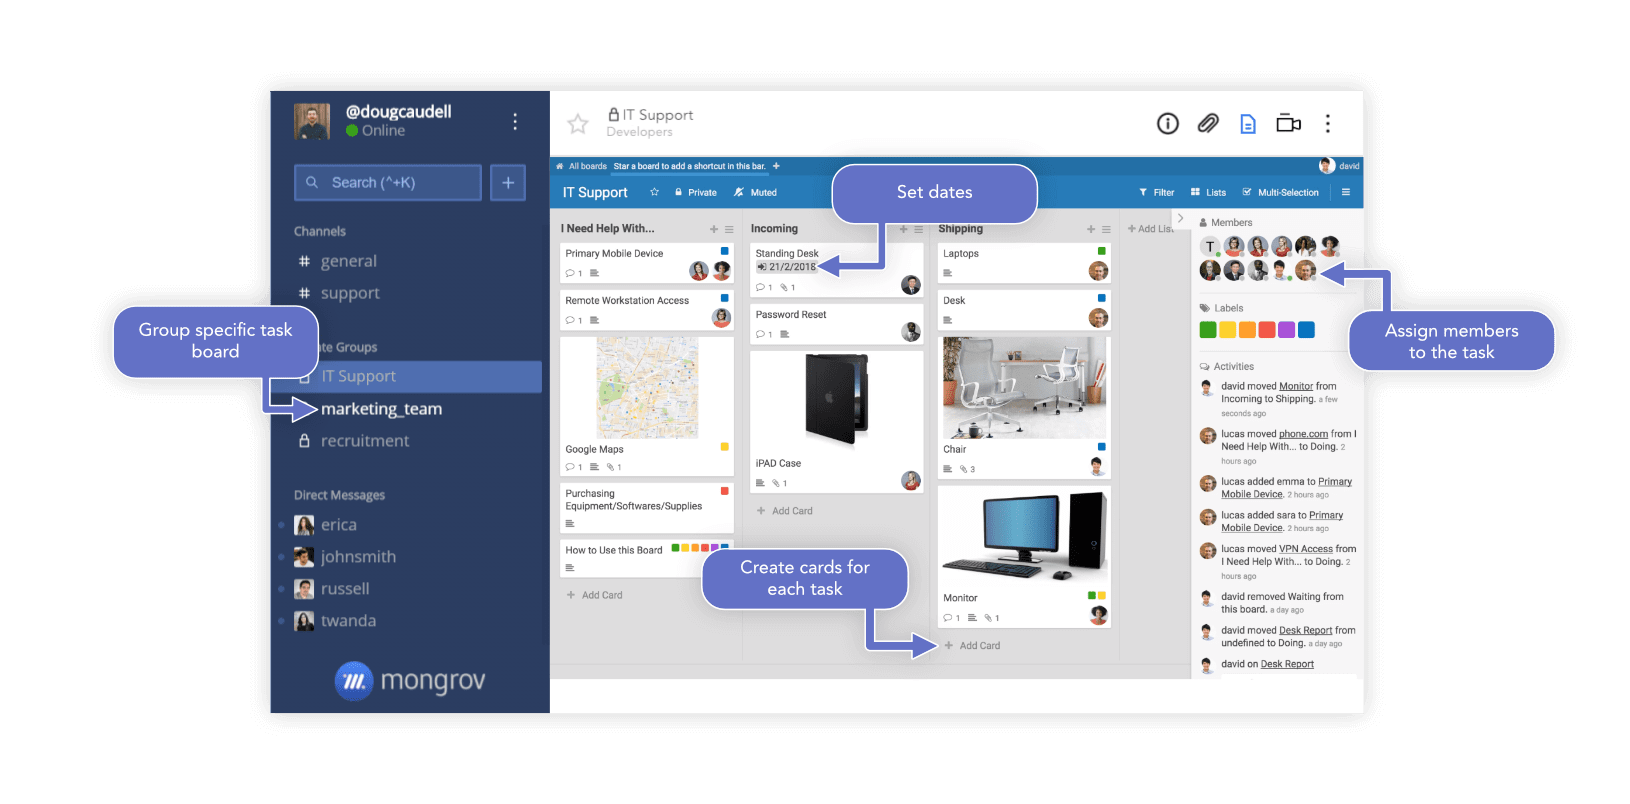 @dougcaudell
Online
Search (^+K)
+
Channels
# general
# support
Group specific task
board
te Groups
IT Support
marketing_team
recruitment
Direct Messages
erica
johnsmith
russell
twanda
mongrov
IT Support
Developers
All boards Star a board to add a shortcut in this bar. +
david
IT Support Private Muted
Filter Lists Multi-Selection
Set dates
I Need Help With...
Primary Mobile Device
1
Remote Workstation Access
1
Google Maps
1 1
Purchasing
Equipment/Softwares/Supplies
How to Use this Board
+ Add Card
Incoming
Standing Desk
21/2/2018
1 1
Password Reset
1
iPAD Case
1
+ Add Card
Create cards for
each task
Shipping
Laptops
Desk
Chair
3
Monitor
1 1
+ Add Card
+ Add List
Members
T
Assign members
to the task
Labels
Activities
david moved Monitor from
Incoming to Shipping. a few
seconds ago
lucas moved phone.com from I
Need Help With... to Doing. 2
hours ago
lucas added emma to Primary
Mobile Device. 2 hours ago
lucas added sara to Primary
Mobile Device. 2 hours ago
lucas moved VPN Access from
I Need Help With... to Doing. 2
hours ago
david removed Waiting from
this board. a day ago
david moved Desk Report from
undefined to Doing. a day ago
david on Desk Report